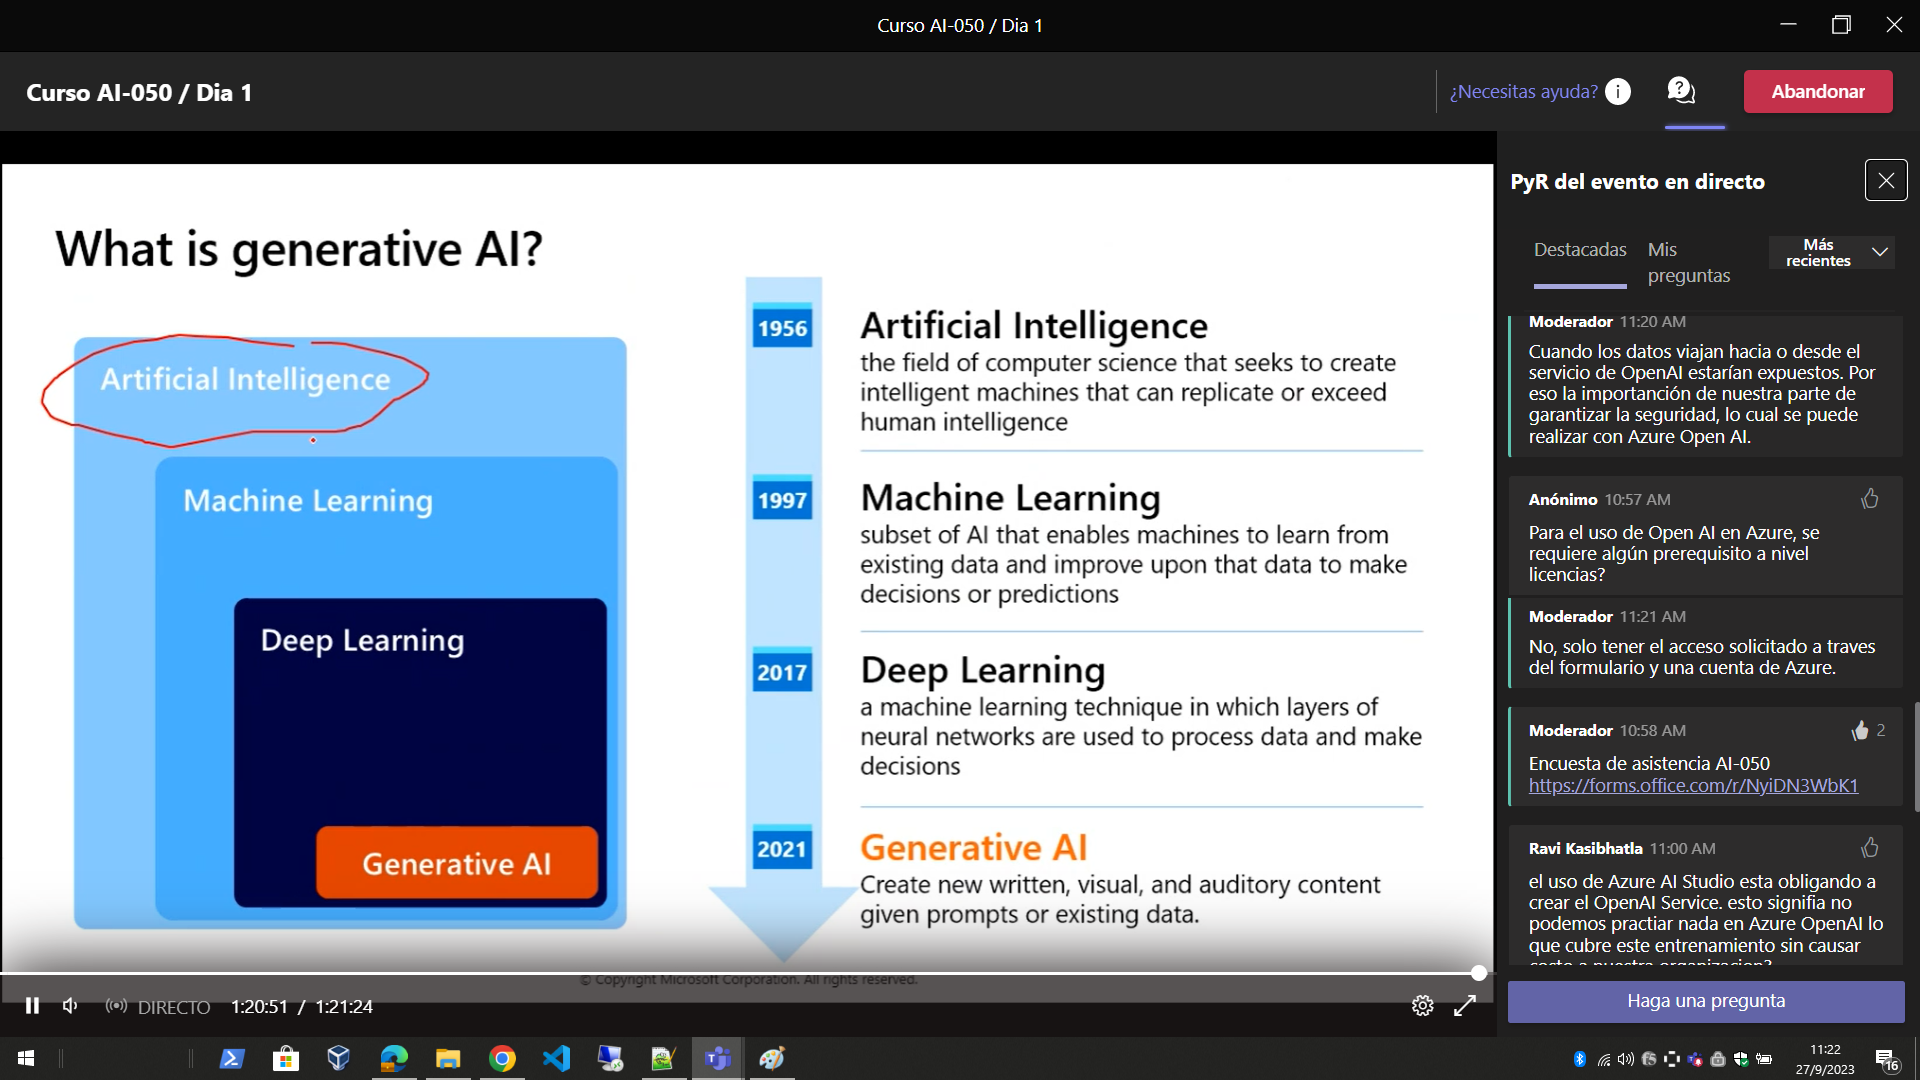 Curso AI-050 / Dia 1
Curso AI-050 / Dia 1
¿Necesitas ayuda?
Abandonar
What is generative AI?
Artificial Intelligence
Machine Learning
Deep Learning
Generative AI
1956
Artificial Intelligence
the field of computer science that seeks to create
intelligent machines that can replicate or exceed
human intelligence
1997
Machine Learning
subset of AI that enables machines to learn from
existing data and improve upon that data to make
decisions or predictions
2017
Deep Learning
a machine learning technique in which layers of
neural networks are used to process data and make
decisions
2021
Generative AI
Create new written, visual, and auditory content
given prompts or existing data.
© Copyright Microsoft Corporation. All rights reserved.
DIRECTO
1:20:51 / 1:21:24
PyR del evento en directo
Destacadas
Mis
preguntas
Más
recientes
Moderador 11:20 AM
Cuando los datos viajan hacia o desde el
servicio de OpenAI estarían expuestos. Por
eso la importanción de nuestra parte de
garantizar la seguridad, lo cual se puede
realizar con Azure Open AI.
Anónimo 10:57 AM
Para el uso de Open AI en Azure, se
requiere algún prerequisito a nivel
licencias?
Moderador 11:21 AM
No, solo tener el acceso solicitado a traves
del formulario y una cuenta de Azure.
Moderador 10:58 AM
2
Encuesta de asistencia AI-050
https://forms.office.com/r/NyiDN3WbK1
Ravi Kasibhatla 11:00 AM
el uso de Azure AI Studio esta obligando a
crear el OpenAI Service. esto signifia no
podemos practiar nada en Azure OpenAI lo
que cubre este entrenamiento sin causar
costo a nuestra organizacion?
Haga una pregunta
11:22
27/9/2023
16